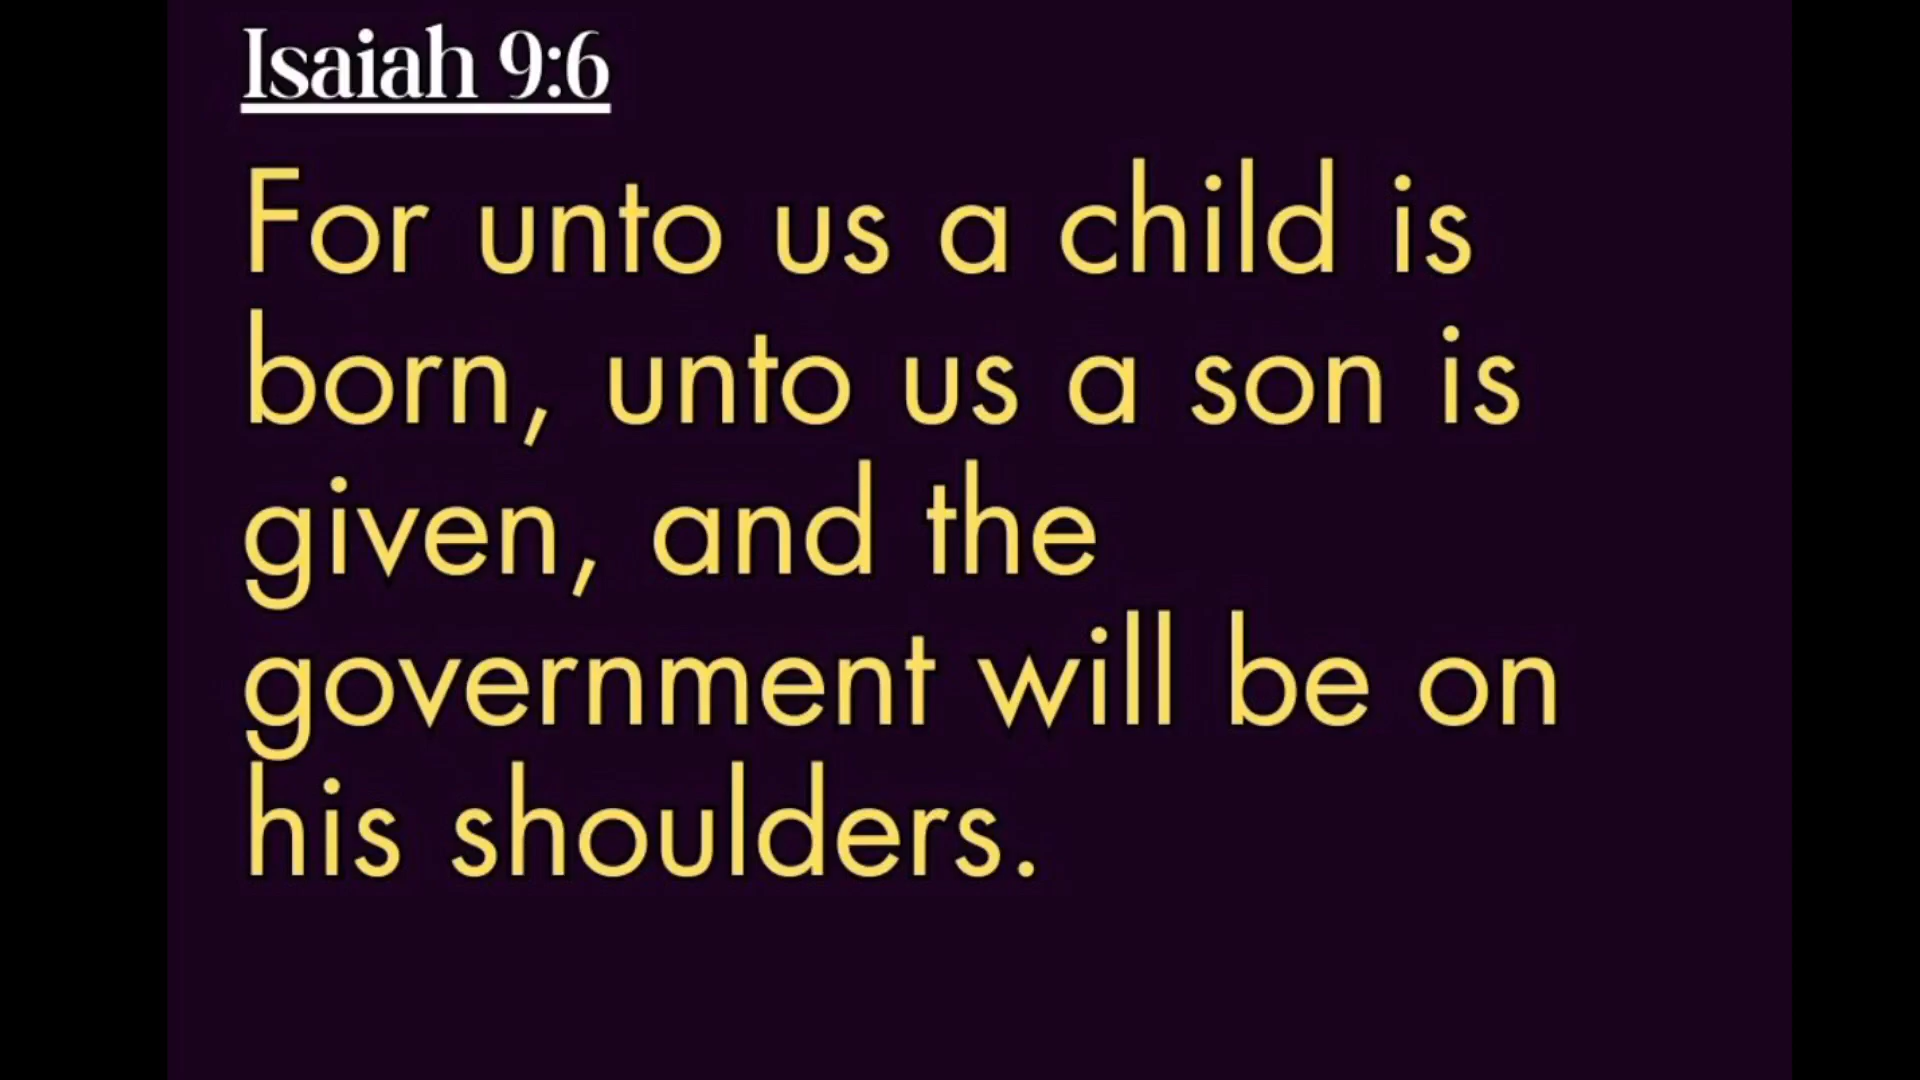 Isaiah 9:6
For unto us a child is
born, unto us a son is
given, and the
government will be on
his shoulders.